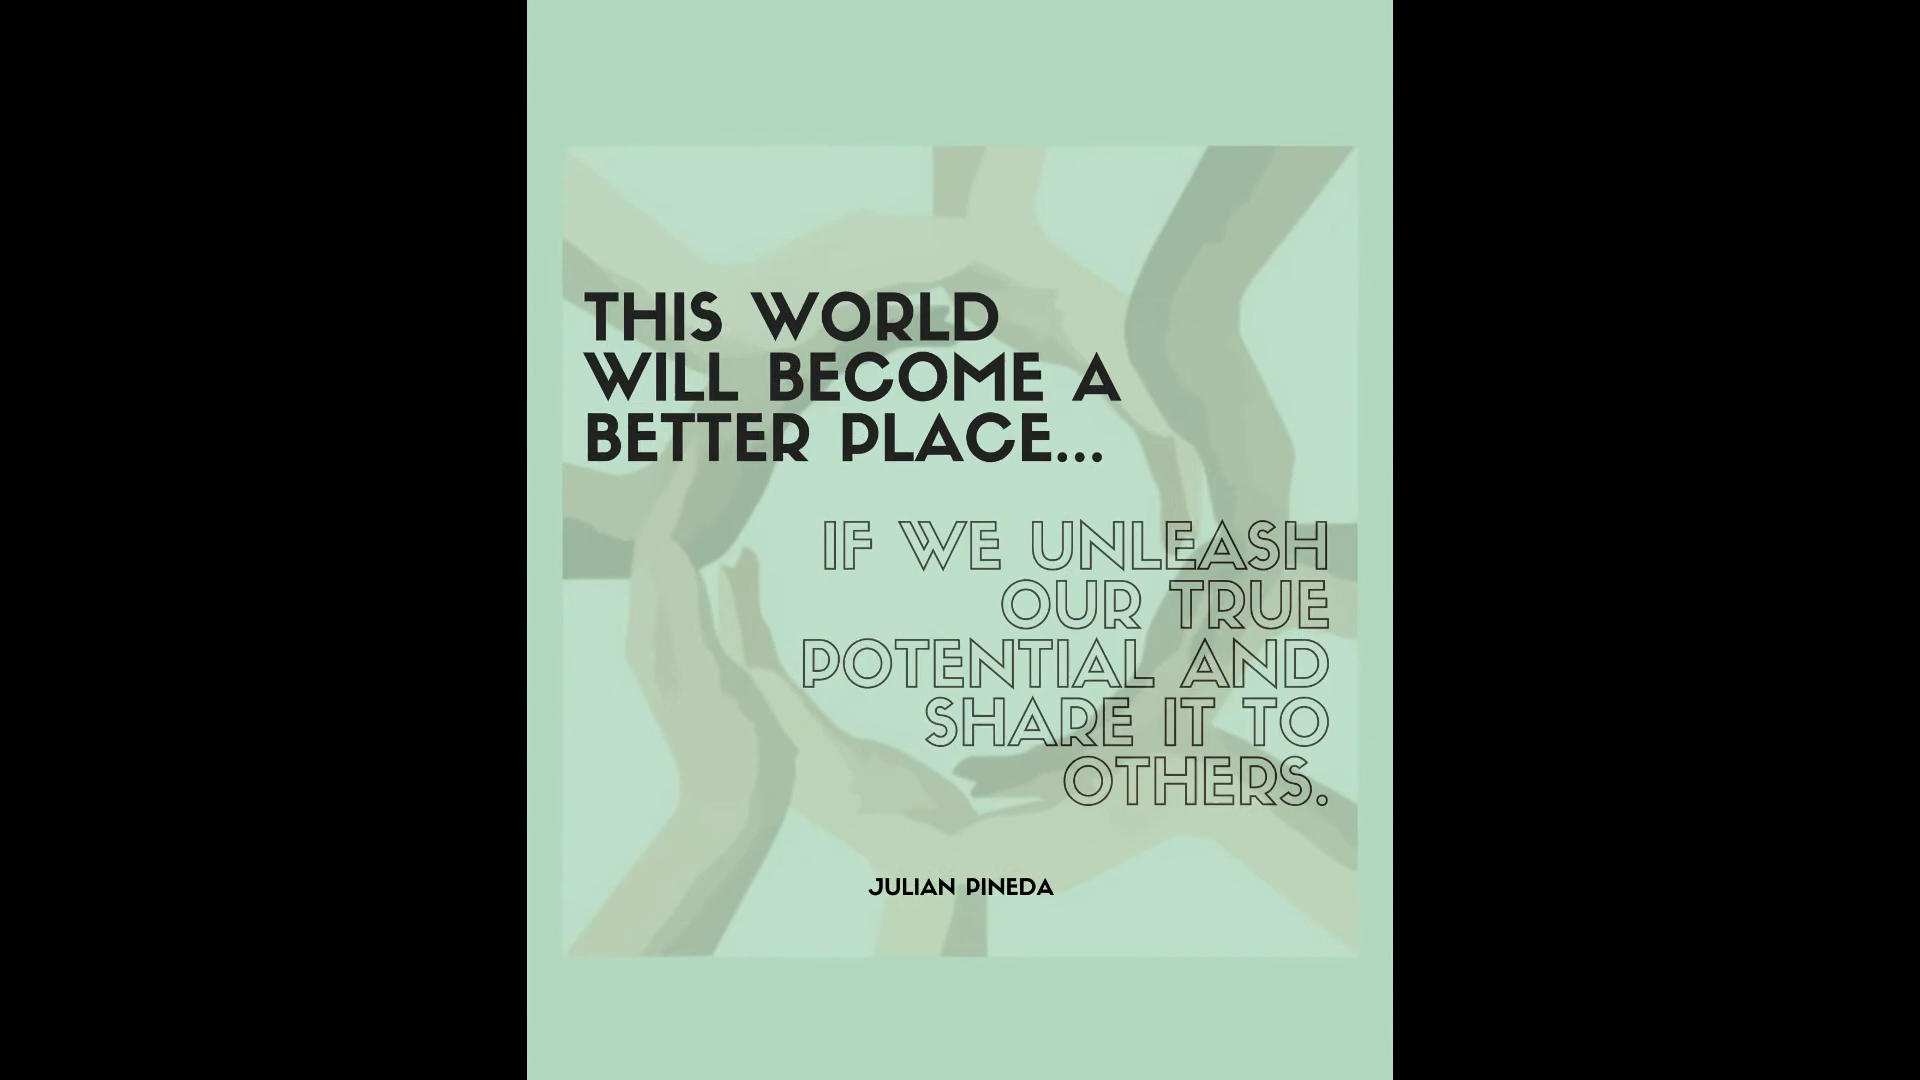 THIS WORLD
WILL BECOME A
BETTER PLACE...
IF WE UNLEASH
OUR TRUE
POTENTIAL AND
SHARE IT TO
OTHERS.
JULIAN PINEDA